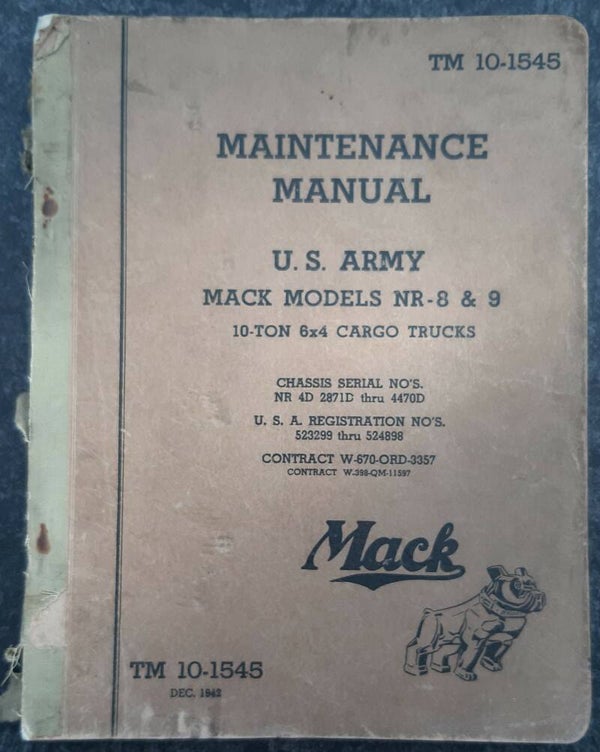 TM 10-1545
MAINTENANCE
MANUAL
U. S. ARMY
MACK MODELS NR-8 & 9
10-TON 6x4 CARGO TRUCKS
CHASSIS SERIAL NO'S.
NR 4D 2871D thru 4470D
U. S. A. REGISTRATION NO'S.
523299 thru 524898
CONTRACT W-670-ORD-3357
CONTRACT W-398-QM-11597
Mack
TM 10-1545
DEC. 1942